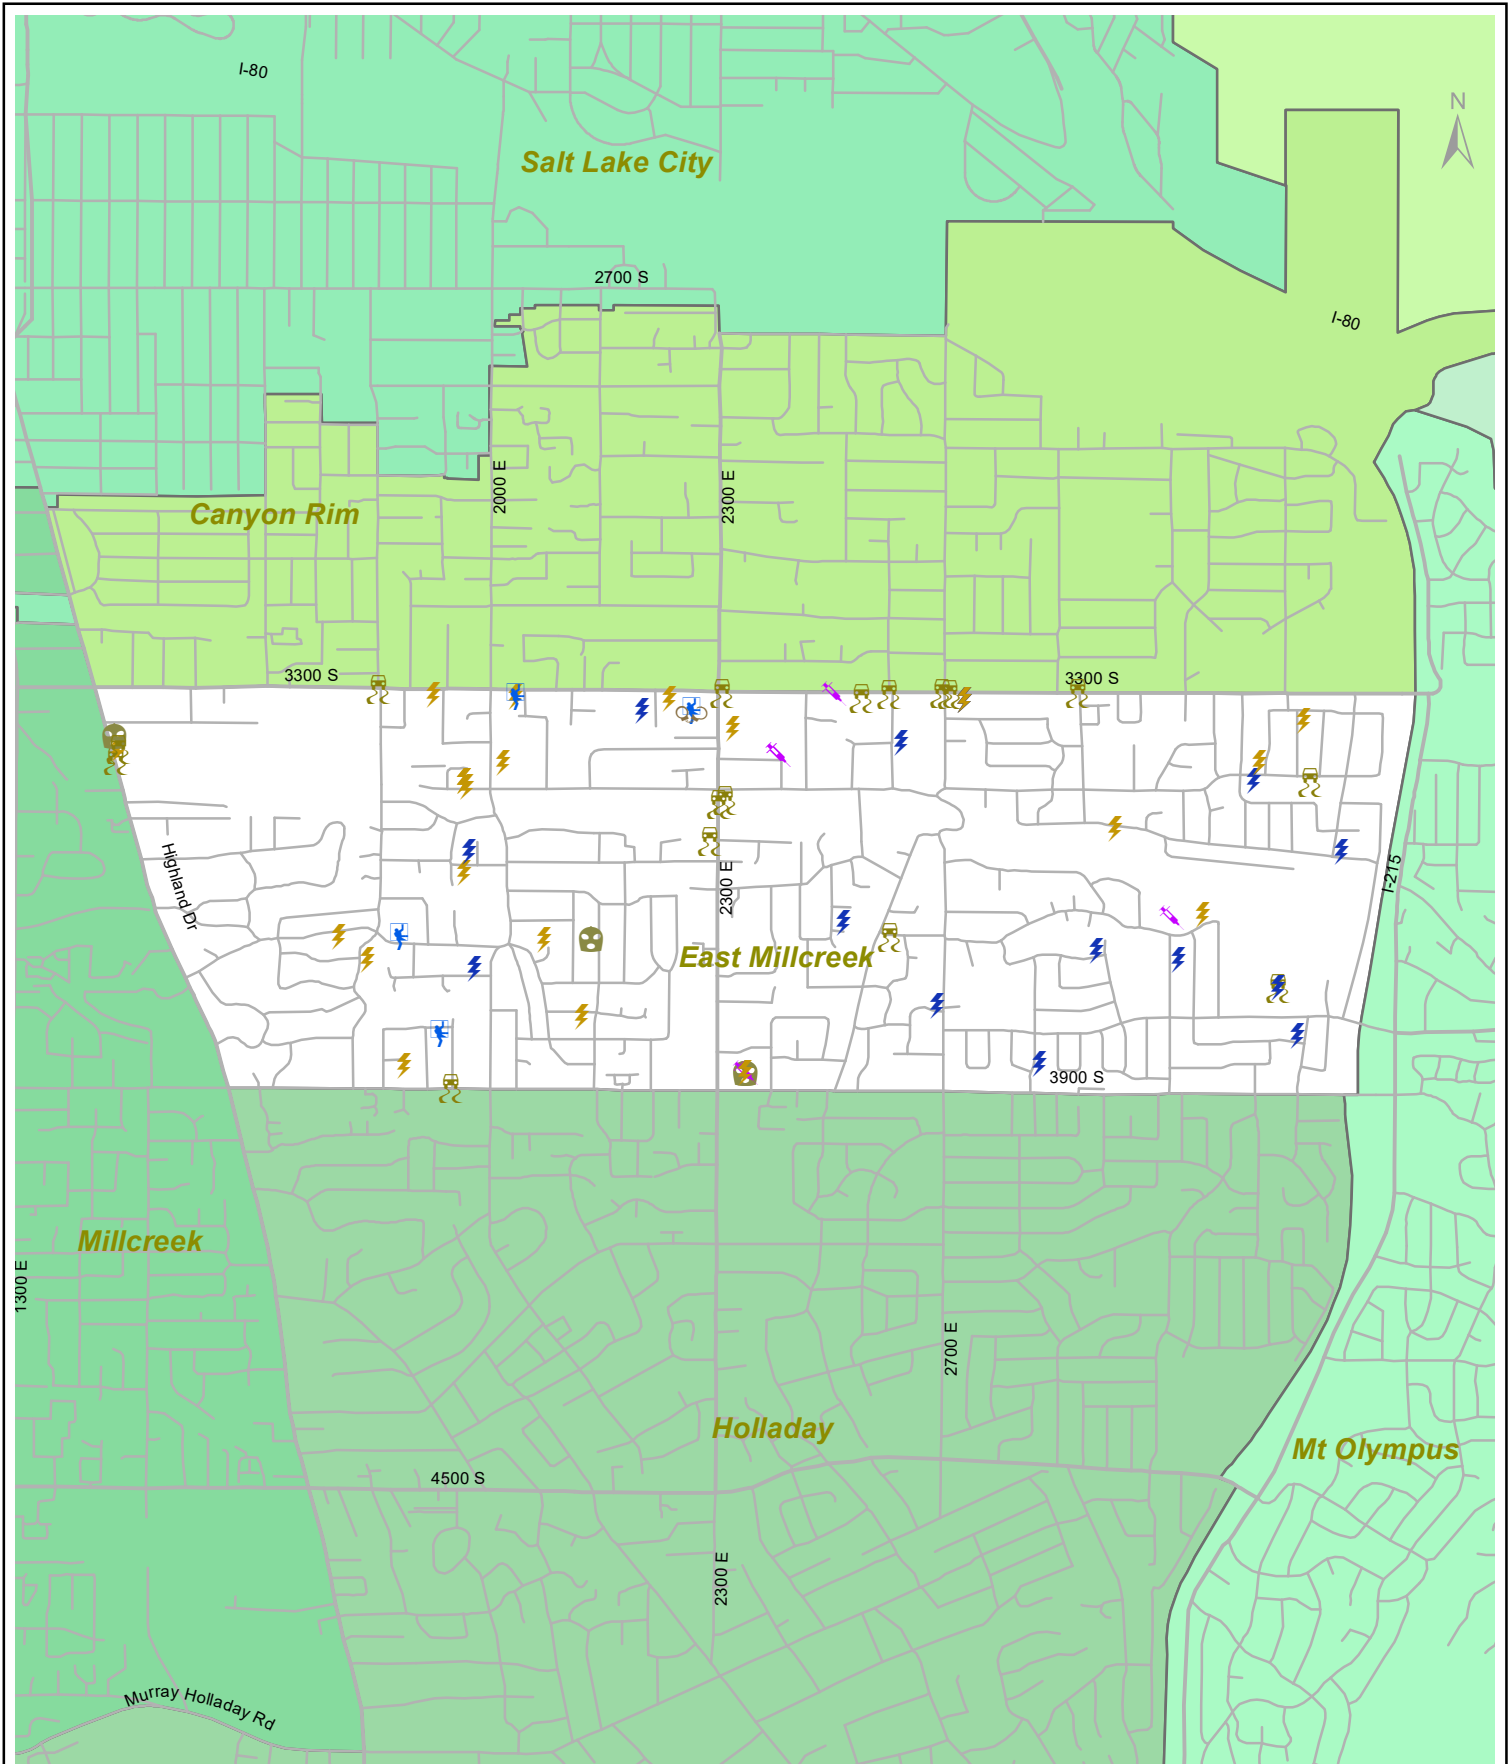 I-80
N
Salt Lake City
2700 S
I-80
2000 E
2300 E
Canyon Rim
3300 S
3300 S
Highland Dr
2300 E
I-215
East Millcreek
3900 S
Millcreek
1300 E
2700 E
Holladay
Mt Olympus
4500 S
2300 E
Murray Holladay Rd